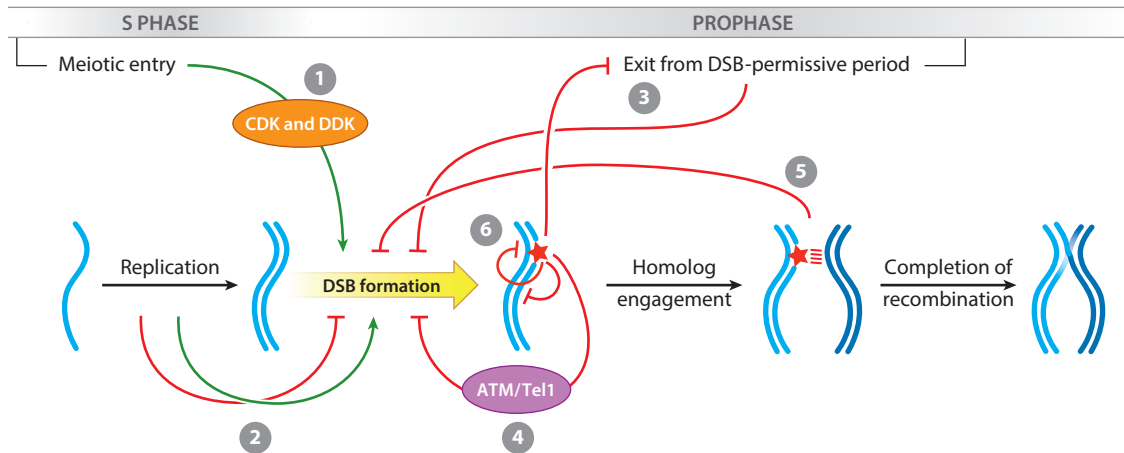 S PHASE
PROPHASE
Meiotic entry
Exit from DSB-permissive period
1
3
CDK and DDK
5
6
Replication
DSB formation
Homolog
engagement
Completion of
recombination
ATM/Tel1
2
4